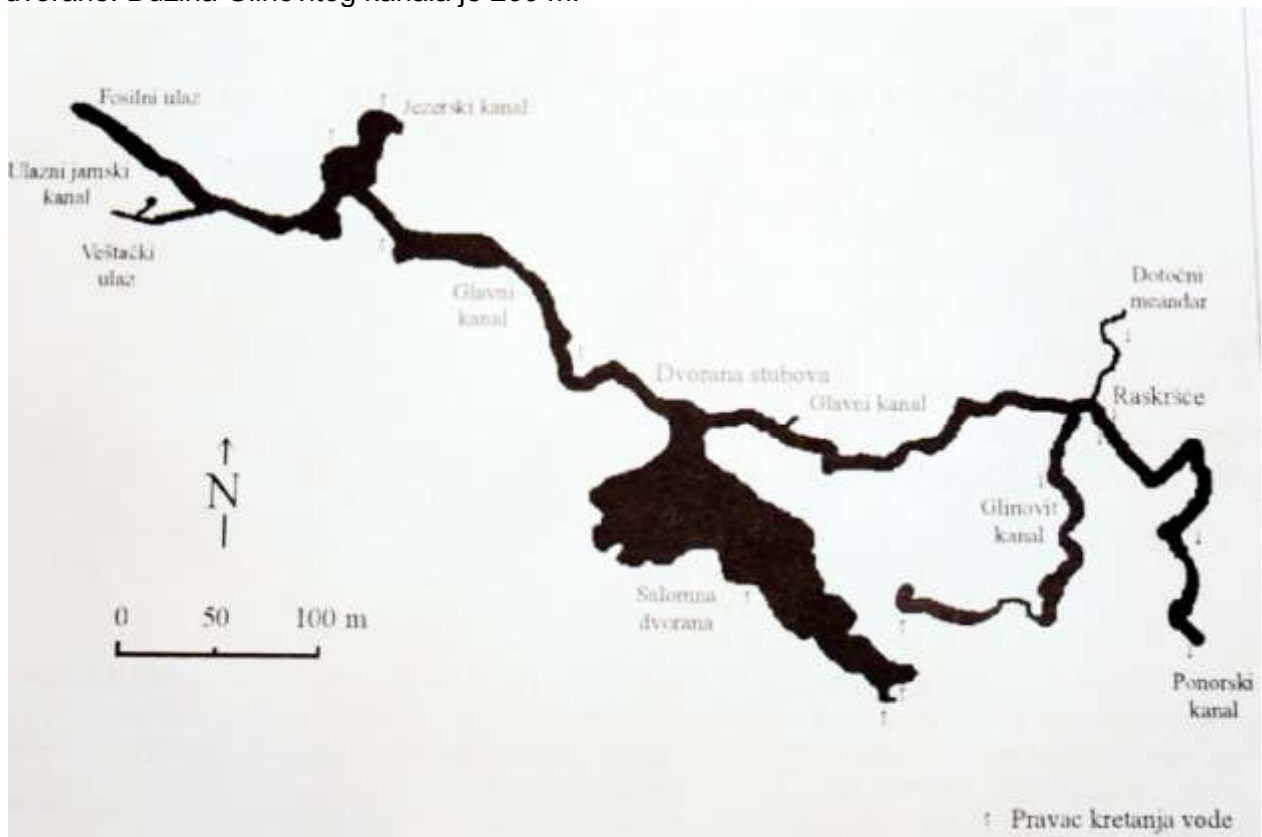 Dužina Glinovitog kanala je 200 m.
Fosilni ulaz
Jezerski kanal
Ulazni jamski
kanal
Veštački
ulaz
Glavni
kanal
Dotočni
meandar
Dvorana stubova
Glavni kanal
Raskršće
↑
N
Glinovit
kanal
0 50 100 m
Salomna
dvorana
Ponorski
kanal
↑ Pravac kretanja vode